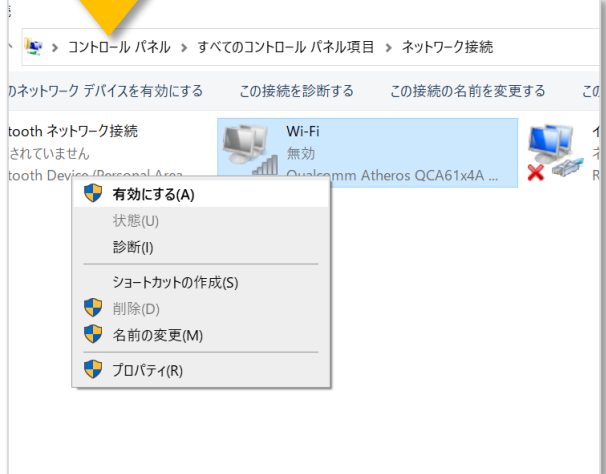 > コントロール パネル > すべてのコントロール パネル項目 > ネットワーク接続
のネットワーク デバイスを有効にする この接続を診断する この接続の名前を変更する この
tooth ネットワーク接続
されていません
tooth Device (Personal Area
Wi-Fi
無効
Qualcomm Atheros QCA61x4A ...
有効にする(A)
状態(U)
診断(I)
ショートカットの作成(S)
削除(D)
名前の変更(M)
プロパティ(R)